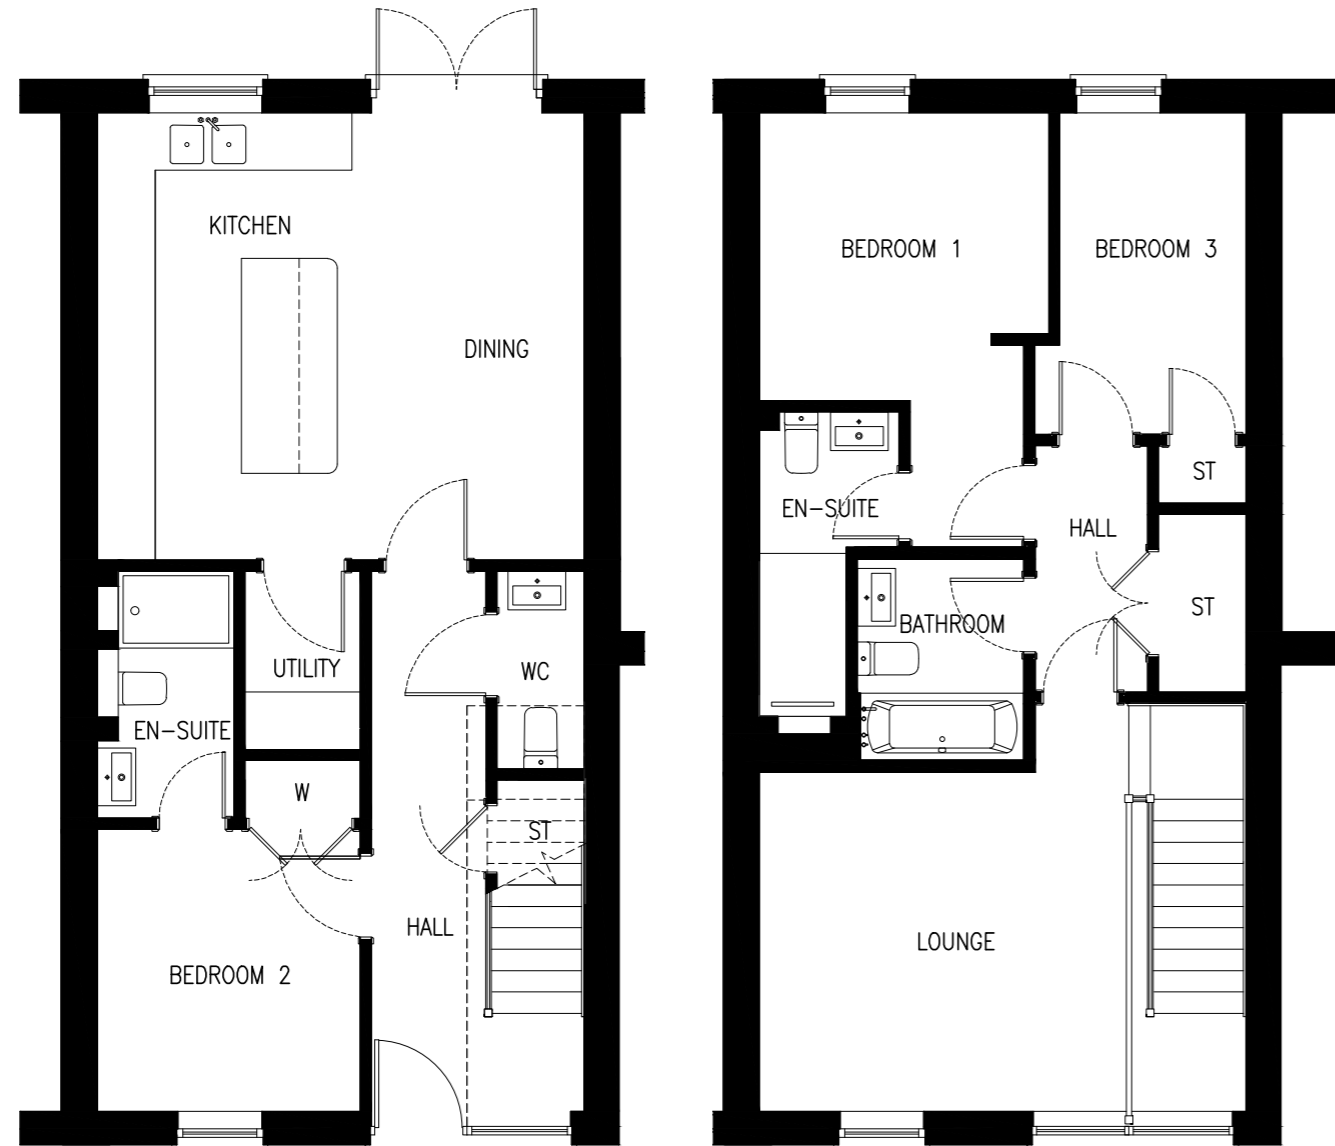 KITCHEN
DINING
UTILITY
WC
EN-SUITE
W
ST
HALL
BEDROOM 2
BEDROOM 1
BEDROOM 3
ST
EN-SUITE
HALL
ST
BATHROOM
LOUNGE